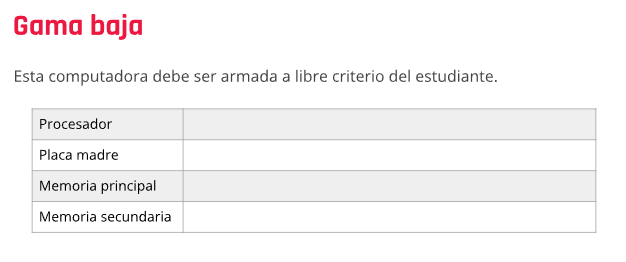 Gama baja
Esta computadora debe ser armada a libre criterio del estudiante.
Procesador
Placa madre
Memoria principal
Memoria secundaria